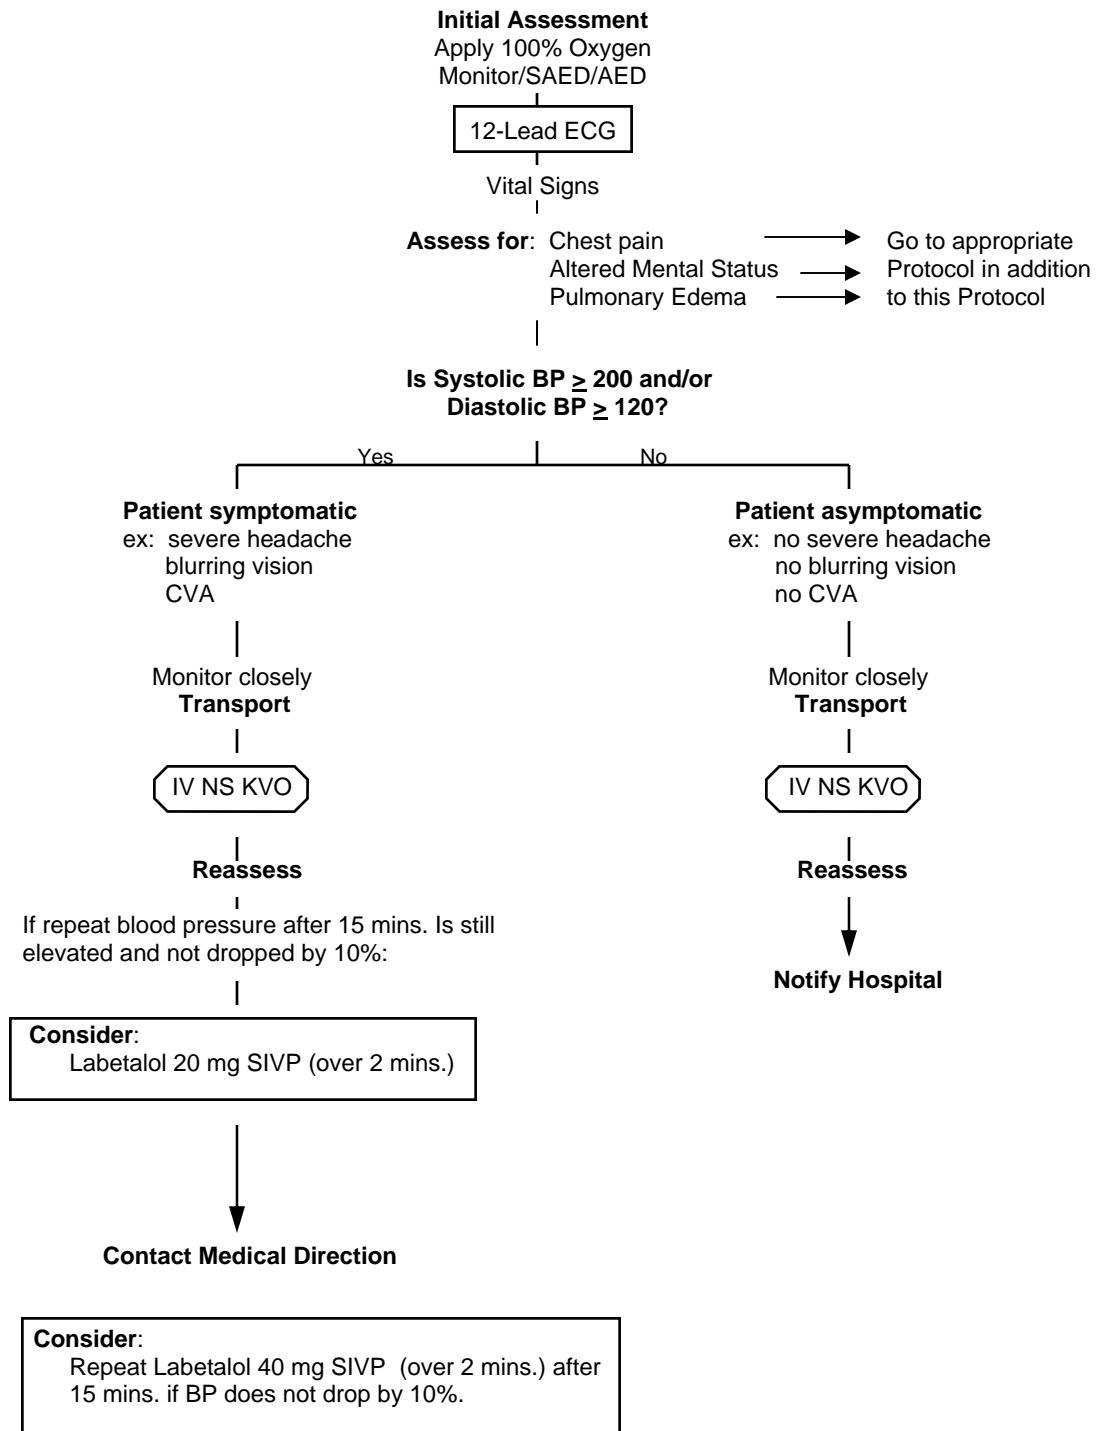 Initial Assessment
Apply 100% Oxygen
Monitor/SAED/AED
12-Lead ECG
Vital Signs
Assess for: Chest pain Go to appropriate
Altered Mental Status Protocol in addition
Pulmonary Edema to this Protocol
Is Systolic BP ≥ 200 and/or
Diastolic BP ≥ 120?
Yes No
Patient symptomatic
ex: severe headache
blurring vision
CVA
Monitor closely
Transport
IV NS KVO
Reassess
If repeat blood pressure after 15 mins. Is still
elevated and not dropped by 10%:
Consider:
Labetalol 20 mg SIVP (over 2 mins.)
Contact Medical Direction
Consider:
Repeat Labetalol 40 mg SIVP (over 2 mins.) after
15 mins. if BP does not drop by 10%.
Patient asymptomatic
ex: no severe headache
no blurring vision
no CVA
Monitor closely
Transport
IV NS KVO
Reassess
Notify Hospital